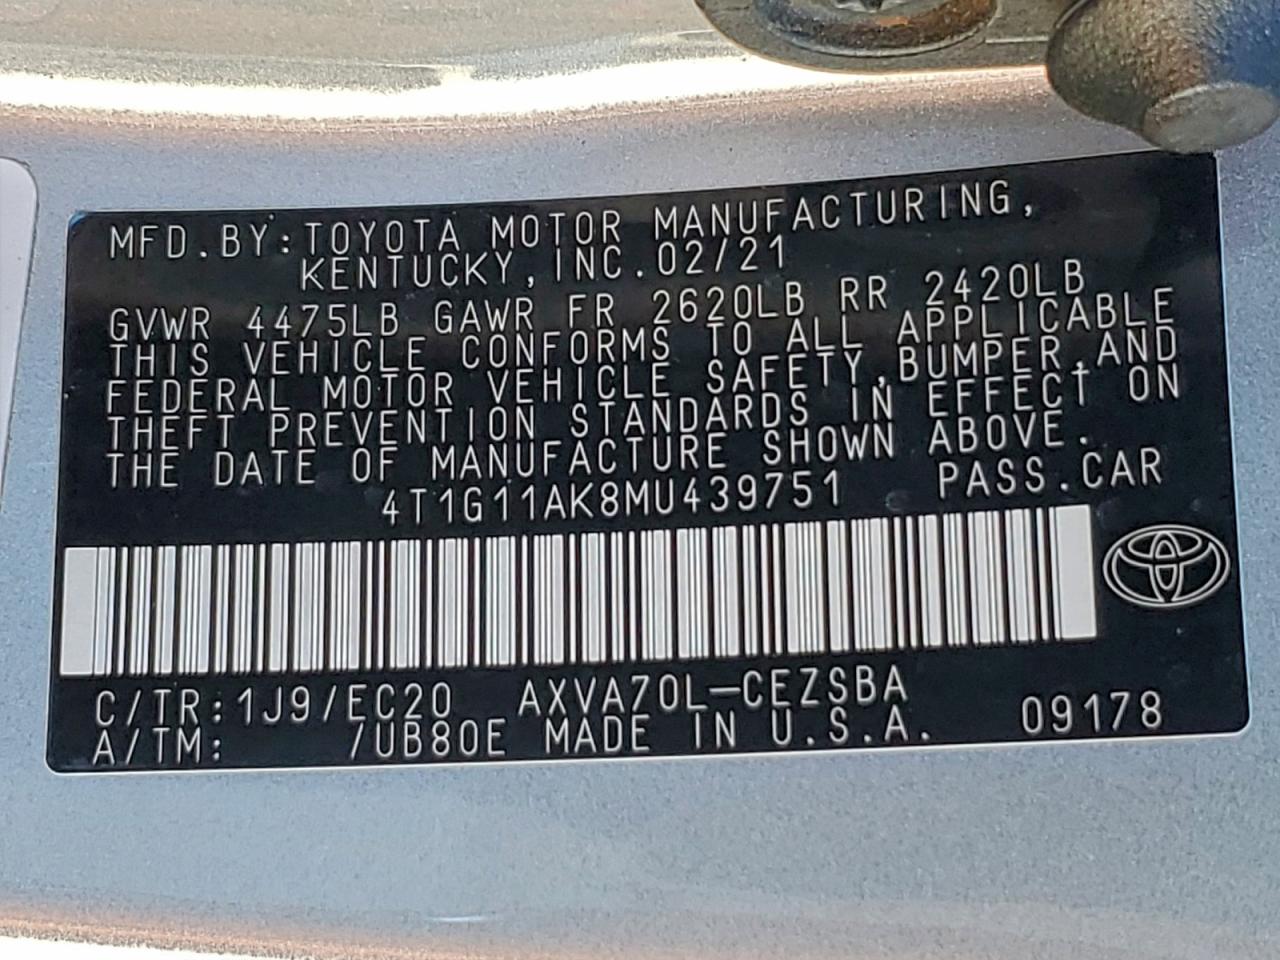 MFD.BY:TOYOTA MOTOR MANUFACTURING,
KENTUCKY,INC.02/21
GVWR 4475LB GAWR FR 2620LB RR 2420LB
THIS VEHICLE CONFORMS TO ALL APPLICABLE
FEDERAL MOTOR VEHICLE SAFETY,BUMPER,AND
THEFT PREVENTION STANDARDS IN EFFECT ON
THE DATE OF MANUFACTURE SHOWN ABOVE.
4T1G11AK8MU439751 PASS.CAR
C/TR:1J9/EC20 AXVA70L-CEZSBA
A/TM: /UB80E MADE IN U.S.A. 09178